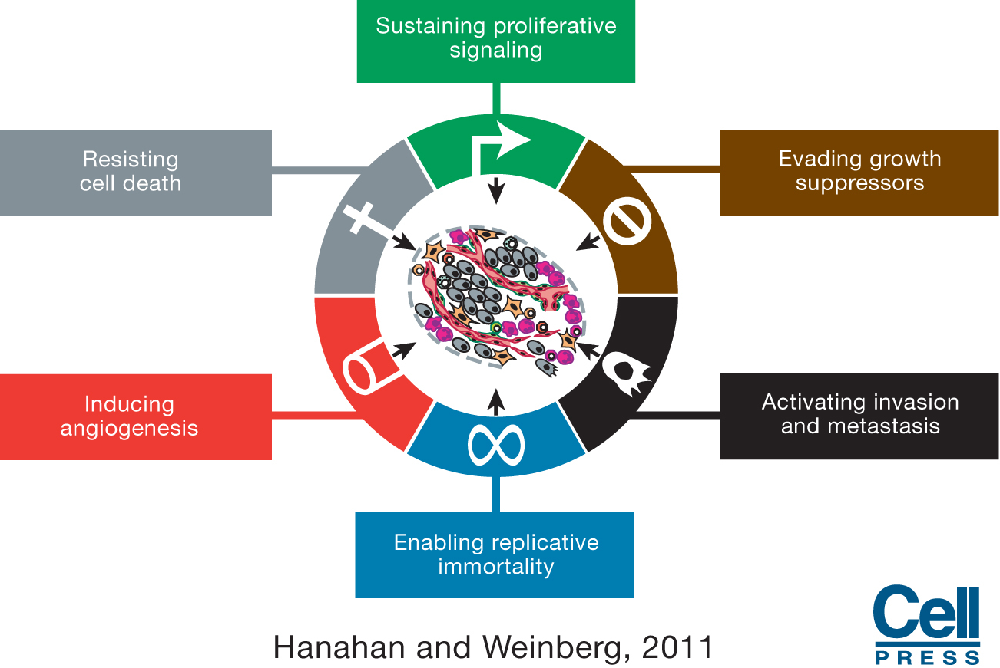 Sustaining proliferative
signaling
Resisting
cell death
Evading growth
suppressors
Inducing
angiogenesis
Activating invasion
and metastasis
Enabling replicative
immortality
Hanahan and Weinberg, 2011
Cell
PRESS